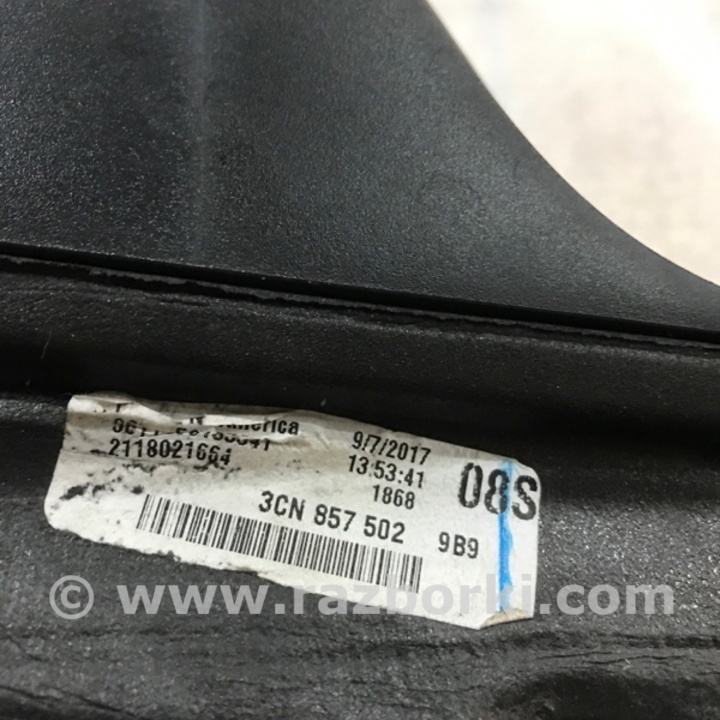 America
9/7/2017
2118021664
13:53:41
1868
08S
3CN 857 502
9B9
© www.razborki.com